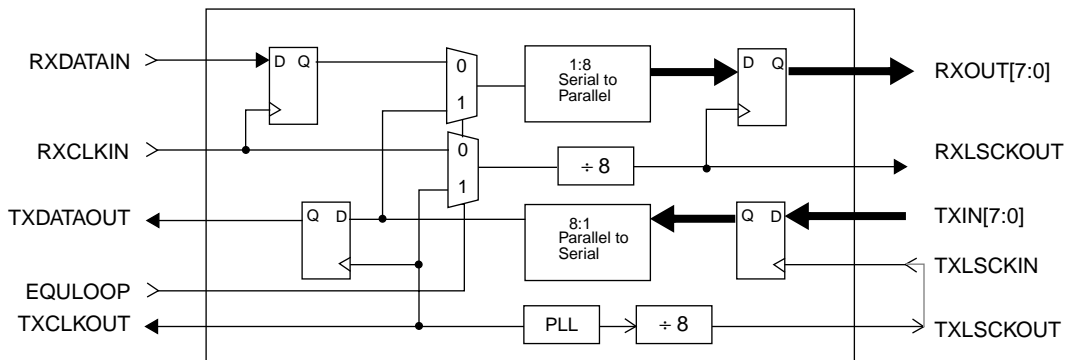 RXDATAIN
D Q
0
1
1:8
Serial to
Parallel
D Q
RXOUT[7:0]
RXCLKIN
0
1
÷ 8
RXLSCKOUT
TXDATAOUT
Q D
8:1
Parallel to
Serial
Q D
TXIN[7:0]
TXLSCKIN
EQULOOP
TXCLKOUT
PLL
÷ 8
TXLSCKOUT